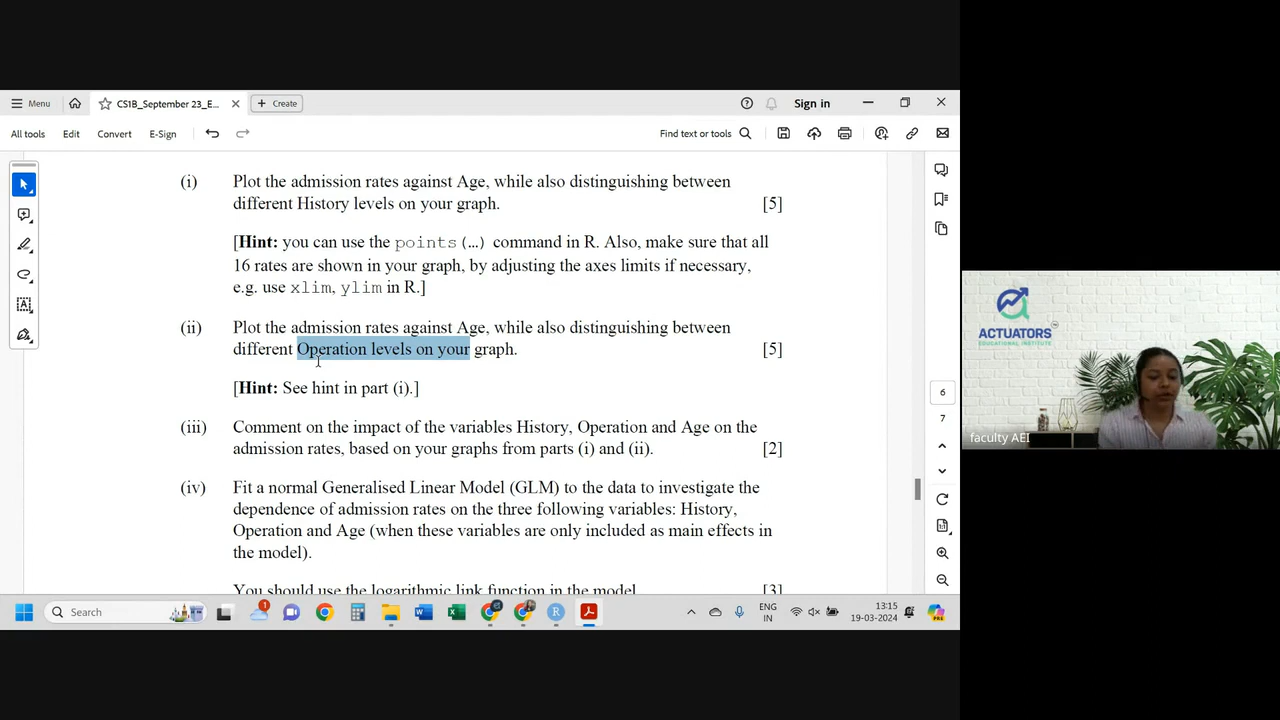 Menu
CS1B_September 23_E...
Create
Sign in
All tools
Edit
Convert
E-Sign
Find text or tools
(i) Plot the admission rates against Age, while also distinguishing between
different History levels on your graph. [5]
[Hint: you can use the points(…) command in R. Also, make sure that all
16 rates are shown in your graph, by adjusting the axes limits if necessary,
e.g. use xlim, ylim in R.]
(ii) Plot the admission rates against Age, while also distinguishing between
different Operation levels on your graph. [5]
[Hint: See hint in part (i).]
(iii) Comment on the impact of the variables History, Operation and Age on the
admission rates, based on your graphs from parts (i) and (ii). [2]
(iv) Fit a normal Generalised Linear Model (GLM) to the data to investigate the
dependence of admission rates on the three following variables: History,
Operation and Age (when these variables are only included as main effects in
the model).
You should use the logarithmic link function in the model. [3]
6
7
ACTUATORS
EDUCATIONAL INSTITUTE
faculty AEI
Search
1
ENG
IN
13:15
19-03-2024